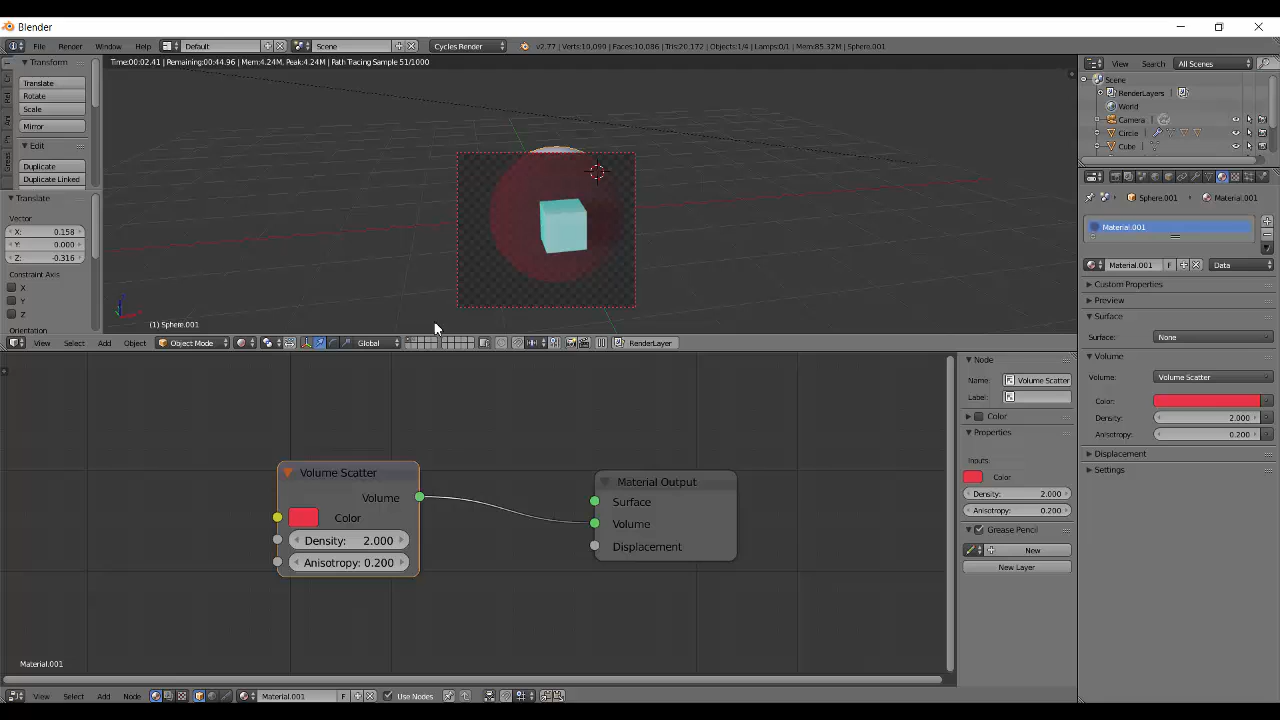 Blender
File Render Window Help Default Scene Cycles Render v2.77 | Verts:10,090 | Faces:10,086 | Tris:20,172 | Objects:1/4 | Lamps:0/1 | Mem:85.32M | Sphere.001
Time:00:02.41 | Remaining:00:44.96 | Mem:4.24M, Peak:4.24M | Path Tracing Sample 51/1000
Transform
Translate
Rotate
Scale
Mirror
Edit
Duplicate
Duplicate Linked
Translate
Vector
X: 0.158
Y: 0.000
Z: -0.316
Constraint Axis
X
Y
Z
Orientation
(1) Sphere.001
View Select Add Object Object Mode Global RenderLayer
View Search All Scenes
Scene
RenderLayers
World
Camera
Circle
Cube
Sphere.001 Material.001
Material.001
Material.001 F Data
Custom Properties
Preview
Surface
Surface: None
Volume
Volume: Volume Scatter
Color:
Density: 2.000
Anisotropy: 0.200
Displacement
Settings
Volume Scatter
Volume
Color
Density: 2.000
Anisotropy: 0.200
Material Output
Surface
Volume
Displacement
Node
Name: Volume Scatter
Label:
Color
Properties
Inputs:
Color
Density: 2.000
Anisotropy: 0.200
Grease Pencil
New
New Layer
Material.001
View Select Add Node Material.001 F Use Nodes